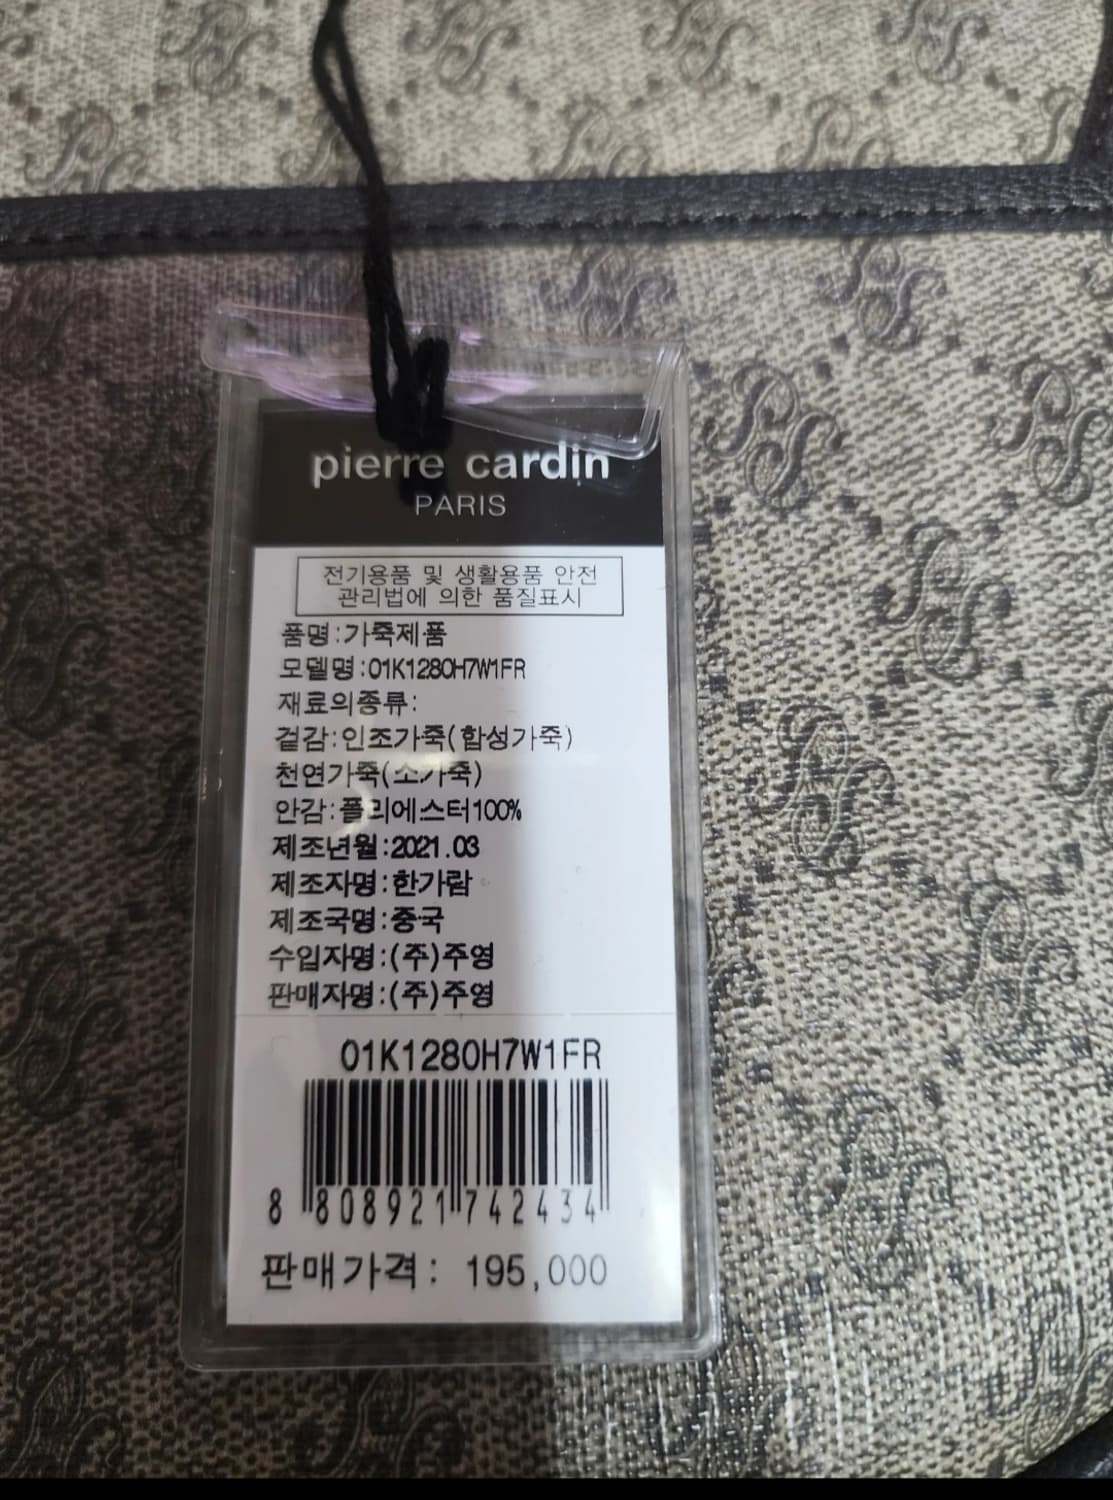 pierre cardin
PARIS
전기용품 및 생활용품 안전
관리법에 의한 품질표시
품명:가죽제품
모델명:01K1280H7W1FR
재료의종류:
겉감:인조가죽(합성가죽)
천연가죽(소가죽)
안감:폴리에스터100%
제조년월:2021.03
제조자명:한가람
제조국명:중국
수입자명:(주)주영
판매자명:(주)주영
01K1280H7W1FR
8 808921 742434
판매가격: 195,000